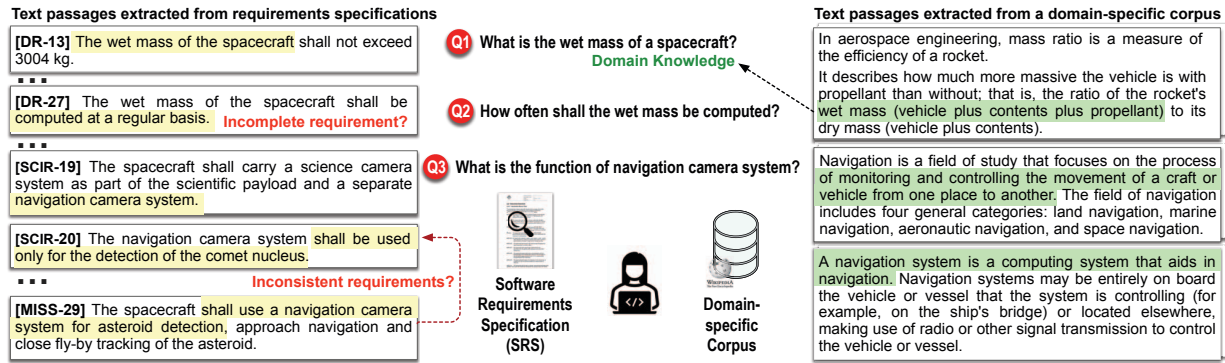 Text passages extracted from requirements specifications
[DR-13] The wet mass of the spacecraft shall not exceed
3004 kg.
...
[DR-27] The wet mass of the spacecraft shall be
computed at a regular basis. Incomplete requirement?
...
[SCIR-19] The spacecraft shall carry a science camera
system as part of the scientific payload and a separate
navigation camera system.
[SCIR-20] The navigation camera system shall be used
only for the detection of the comet nucleus.
...
Inconsistent requirements?
[MISS-29] The spacecraft shall use a navigation camera
system for asteroid detection, approach navigation and
close fly-by tracking of the asteroid.
Q1 What is the wet mass of a spacecraft?
Domain Knowledge
Q2 How often shall the wet mass be computed?
Q3 What is the function of navigation camera system?
Software
Requirements
Specification
(SRS)
</>
WIKIPEDIA
Domain-
specific
Corpus
Text passages extracted from a domain-specific corpus
In aerospace engineering, mass ratio is a measure of
the efficiency of a rocket.
It describes how much more massive the vehicle is with
propellant than without; that is, the ratio of the rocket's
wet mass (vehicle plus contents plus propellant) to its
dry mass (vehicle plus contents).
Navigation is a field of study that focuses on the process
of monitoring and controlling the movement of a craft or
vehicle from one place to another. The field of navigation
includes four general categories: land navigation, marine
navigation, aeronautic navigation, and space navigation.
A navigation system is a computing system that aids in
navigation. Navigation systems may be entirely on board
the vehicle or vessel that the system is controlling (for
example, on the ship's bridge) or located elsewhere,
making use of radio or other signal transmission to control
the vehicle or vessel.